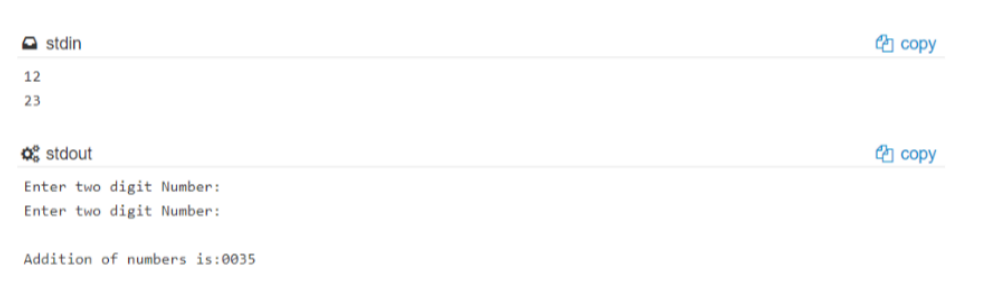 stdin copy
12
23
stdout copy
Enter two digit Number:
Enter two digit Number:
Addition of numbers is:0035